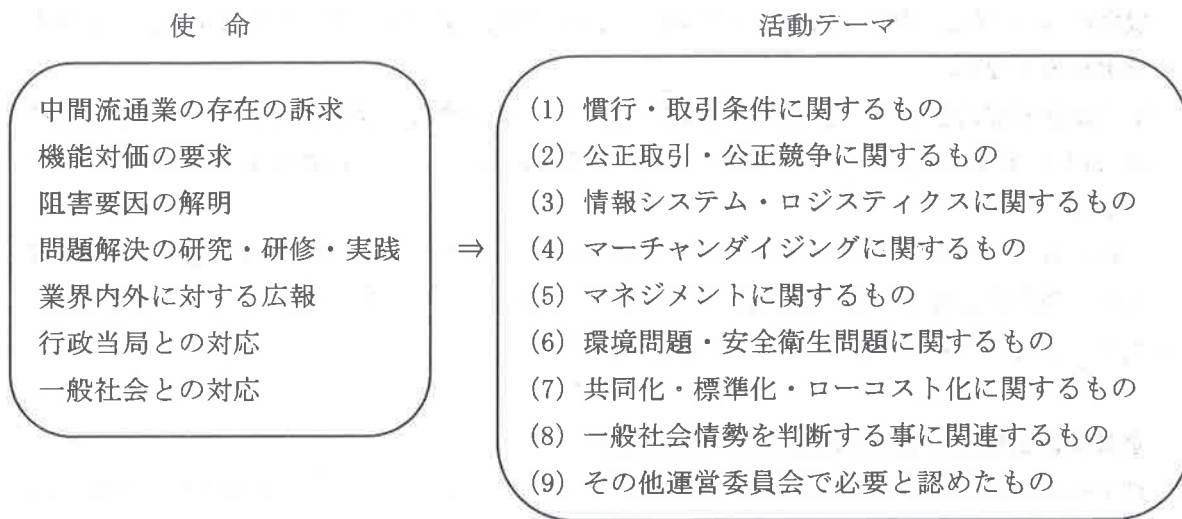 使 命
中間流通業の存在の訴求
機能対価の要求
阻害要因の解明
問題解決の研究・研修・実践
業界内外に対する広報
行政当局との対応
一般社会との対応
⇒
活動テーマ
(1) 慣行・取引条件に関するもの
(2) 公正取引・公正競争に関するもの
(3) 情報システム・ロジスティクスに関するもの
(4) マーチャンダイジングに関するもの
(5) マネジメントに関するもの
(6) 環境問題・安全衛生問題に関するもの
(7) 共同化・標準化・ローコスト化に関するもの
(8) 一般社会情勢を判断する事に関連するもの
(9) その他運営委員会で必要と認めたもの